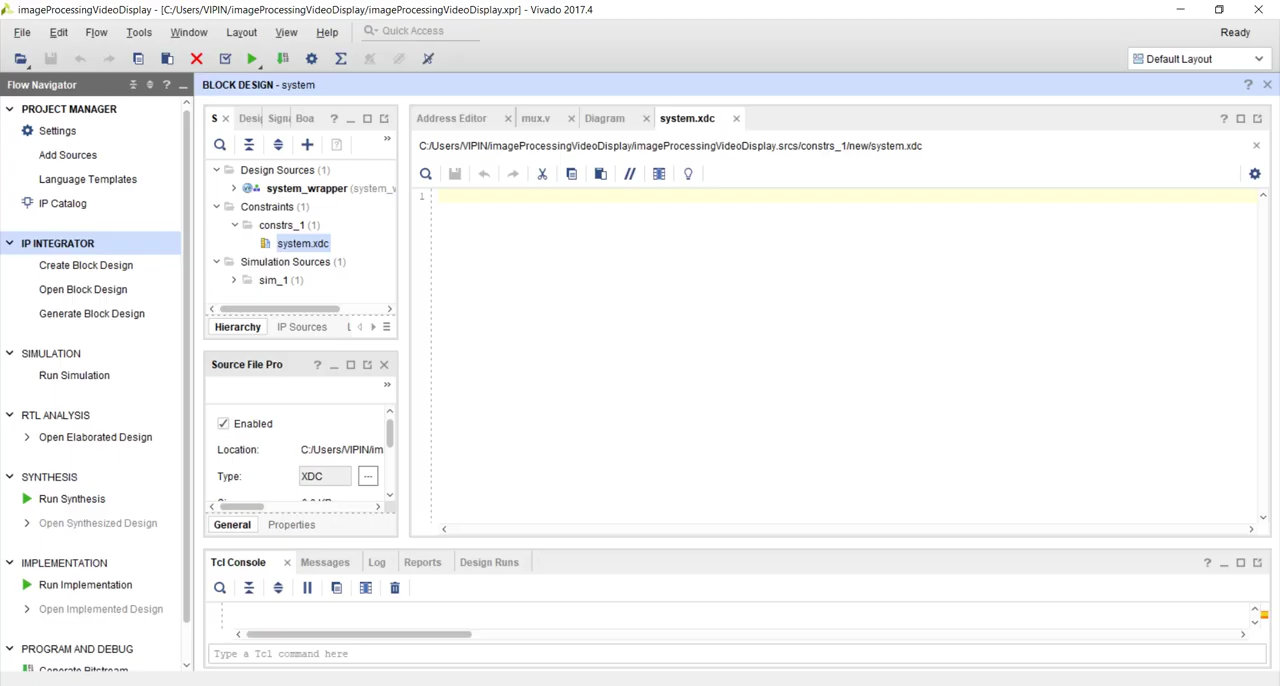 imageProcessingVideoDisplay - [C:/Users/VIPIN/imageProcessingVideoDisplay/imageProcessingVideoDisplay.xpr] - Vivado 2017.4
File Edit Flow Tools Window Layout View Help Quick Access Ready
Default Layout
Flow Navigator
PROJECT MANAGER
Settings
Add Sources
Language Templates
IP Catalog
IP INTEGRATOR
Create Block Design
Open Block Design
Generate Block Design
SIMULATION
Run Simulation
RTL ANALYSIS
Open Elaborated Design
SYNTHESIS
Run Synthesis
Open Synthesized Design
IMPLEMENTATION
Run Implementation
Open Implemented Design
PROGRAM AND DEBUG
Generate Bitstream
BLOCK DESIGN - system
S Desi Sign Boa
Design Sources (1)
system_wrapper (system_w
Constraints (1)
constrs_1 (1)
system.xdc
Simulation Sources (1)
sim_1 (1)
Hierarchy IP Sources L
Source File Pro
Enabled
Location: C:/Users/VIPIN/im
Type: XDC
General Properties
Address Editor mux.v Diagram system.xdc
C:/Users/VIPIN/imageProcessingVideoDisplay/imageProcessingVideoDisplay.srcs/constrs_1/new/system.xdc
1
Tcl Console Messages Log Reports Design Runs
Type a Tcl command here